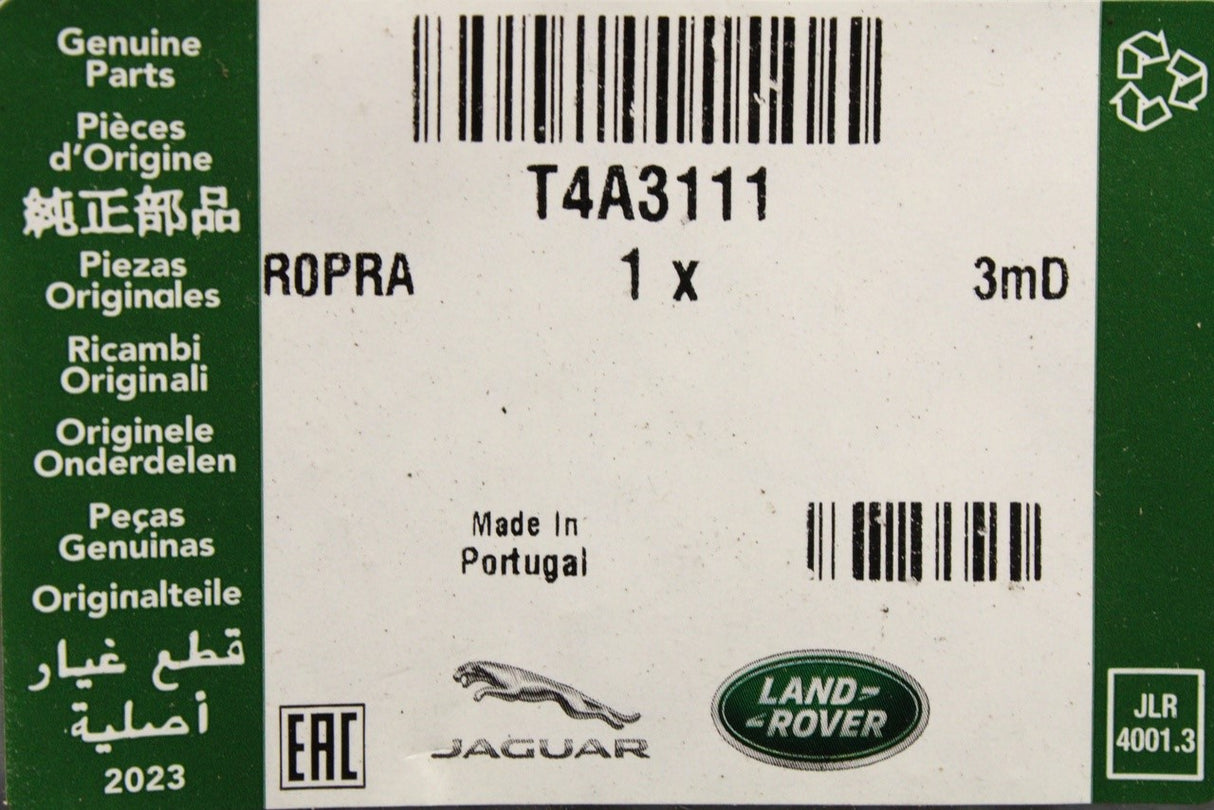 Genuine
Parts
Pièces
d'Origine
純正部品
Piezas
Originales
Ricambi
Originali
Originele
Onderdelen
Peças
Genuinas
Originalteile
قطع غيار
أصلية
2023
T4A3111
R0PRA
1 x
3mD
Made In
Portugal
EAC
JAGUAR
LAND-
-ROVER
JLR
4001.3